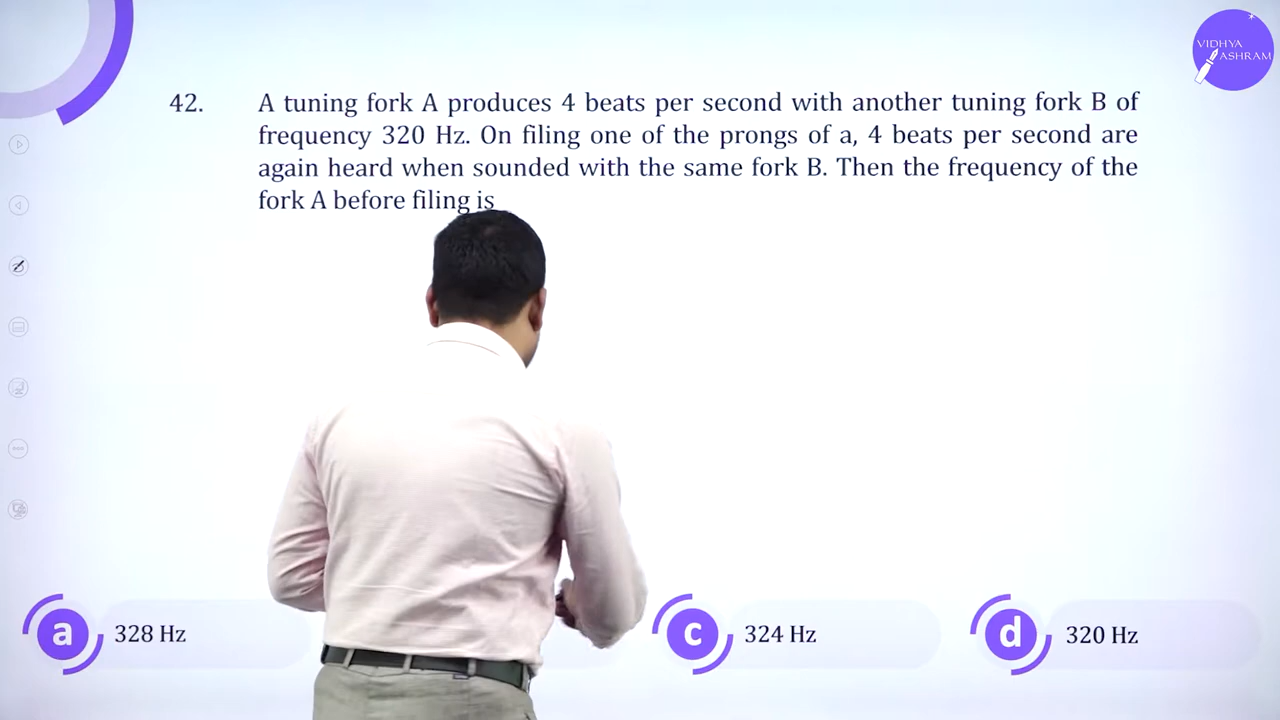 VIDHYA
ASHRAM
42. A tuning fork A produces 4 beats per second with another tuning fork B of
frequency 320 Hz. On filing one of the prongs of a, 4 beats per second are
again heard when sounded with the same fork B. Then the frequency of the
fork A before filing is
a 328 Hz
c 324 Hz
d 320 Hz